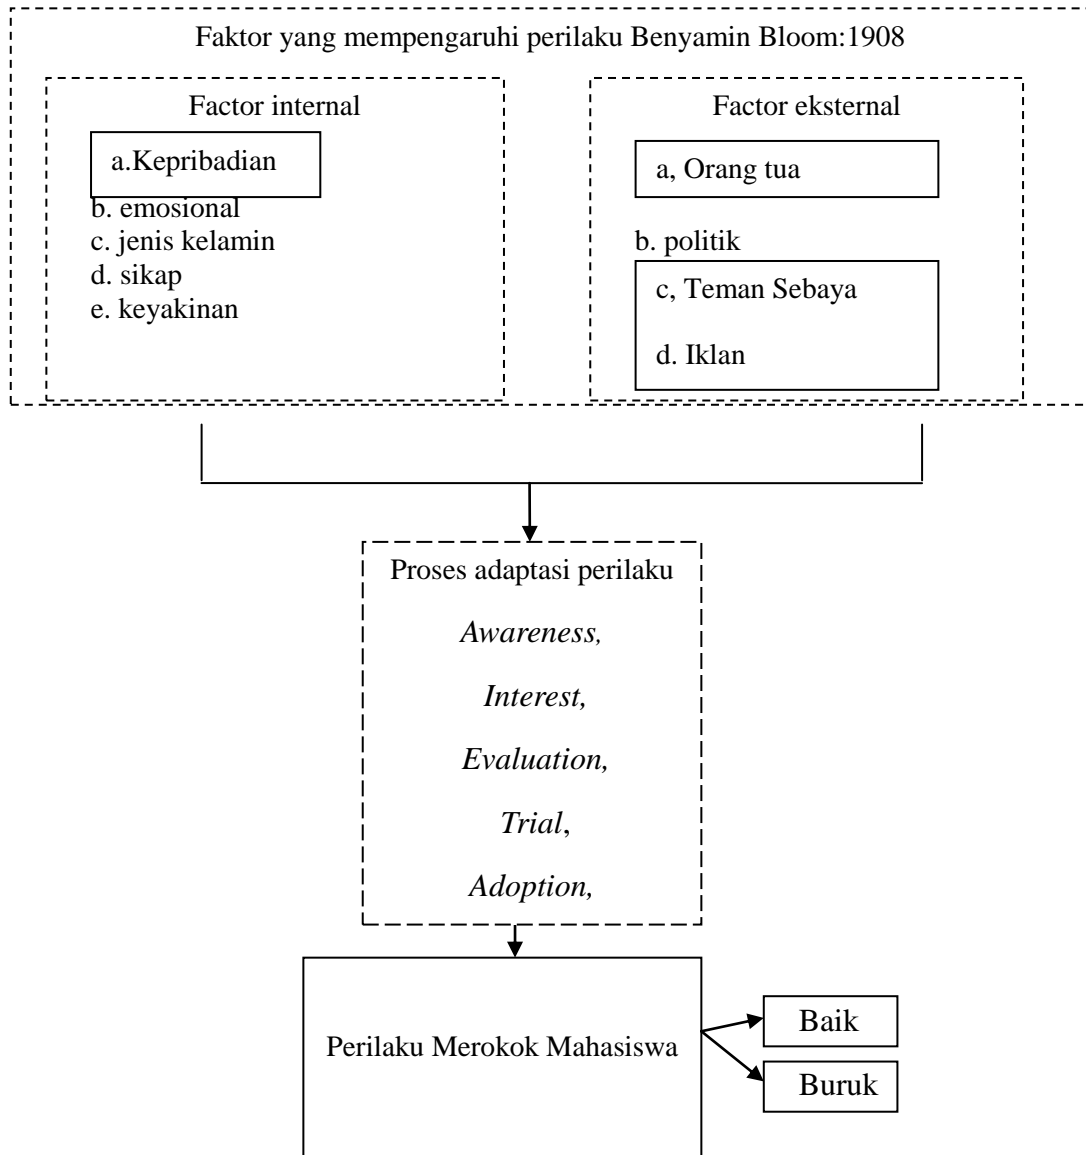 Faktor yang mempengaruhi perilaku Benyamin Bloom:1908
Factor internal
a.Kepribadian
b. emosional
c. jenis kelamin
d. sikap
e. keyakinan
Factor eksternal
a, Orang tua
b. politik
c, Teman Sebaya
d. Iklan
Proses adaptasi perilaku
Awareness,
Interest,
Evaluation,
Trial,
Adoption,
Perilaku Merokok Mahasiswa
Baik
Buruk